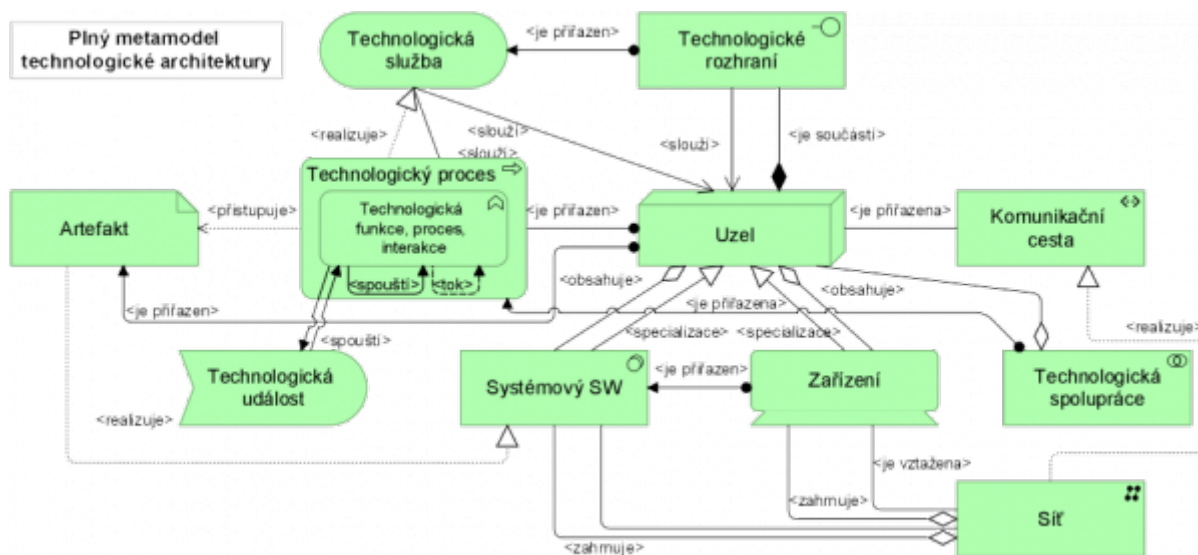 Plný metamodel
technologické architektury
Technologická
služba
<je přiřazen>
Technologické
rozhraní
<realizuje>
<slouží>
<slouží>
<slouží>
<je součástí>
Technologický proces
Artefakt
<přistupuje>
Technologická
funkce, proces,
interakce
<je přiřazen>
Uzel
<je přiřazena>
Komunikační
cesta
<spouští>
<tok>
<obsahuje>
<obsahuje>
<je přiřazen>
<je přiřazena>
<realizuje>
<spouští>
<specializace>
<specializace>
Technologická
událost
Systémový SW
<je přiřazen>
Zařízení
Technologická
spolupráce
<realizuje>
<je vztažena>
<zahrnuje>
Síť
<zahrnuje>